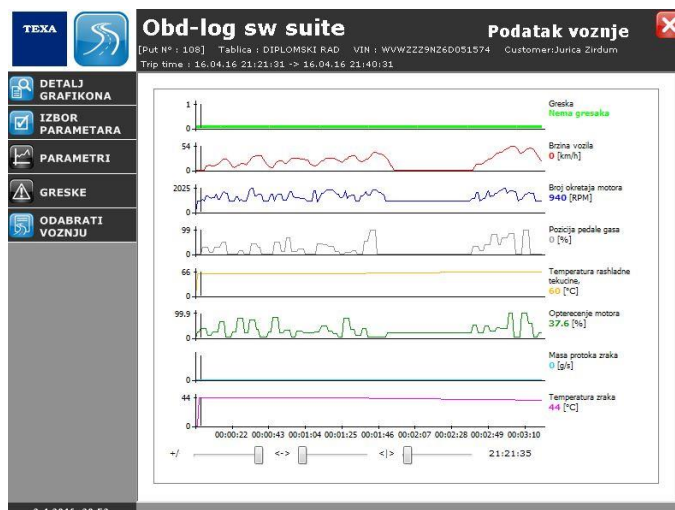 TEXA
Obd-log sw suite
Podatak voznje
[Put N° : 108] Tablica : DIPLOMSKI RAD VIN : WVWZZZ9NZ6D051574 Customer:Jurica Zirdum
Trip time : 16.04.16 21:21:31 -> 16.04.16 21:40:31
DETALJ
GRAFIKONA
IZBOR
PARAMETARA
PARAMETRI
GRESKE
ODABRATI
VOZNJU
1
0
Greska
Nema gresaka
54
0
Brzina vozila
0 [km/h]
2025
0
Broj okretaja motora
940 [RPM]
99
0
Pozicija pedale gasa
0 [%]
66
0
Temperatura rashladne
tekucine,
60 [°C]
99.9
0
Opterecenje motora
37.6 [%]
0
Masa protoka zraka
0 [g/s]
44
0
Temperatura zraka
44 [°C]
00:00:22 00:00:43 00:01:04 00:01:25 00:01:46 00:02:07 00:02:28 00:02:49 00:03:10
+/ <-> <|> 21:21:35